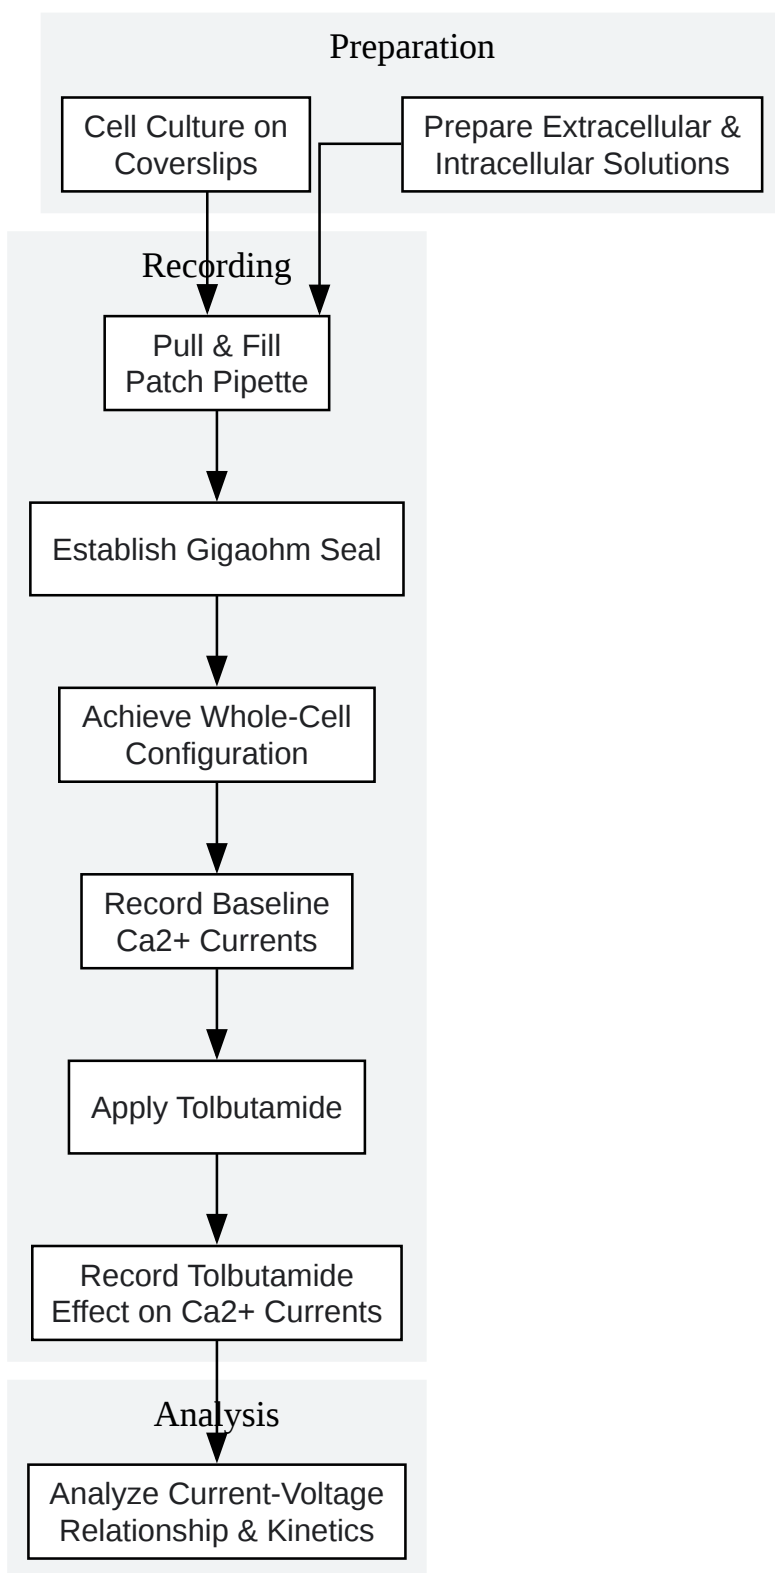 Preparation
Cell Culture on
Coverslips
Prepare Extracellular &
Intracellular Solutions
Recording
Pull & Fill
Patch Pipette
Establish Gigaohm Seal
Achieve Whole-Cell
Configuration
Record Baseline
Ca2+ Currents
Apply Tolbutamide
Record Tolbutamide
Effect on Ca2+ Currents
Analysis
Analyze Current-Voltage
Relationship & Kinetics